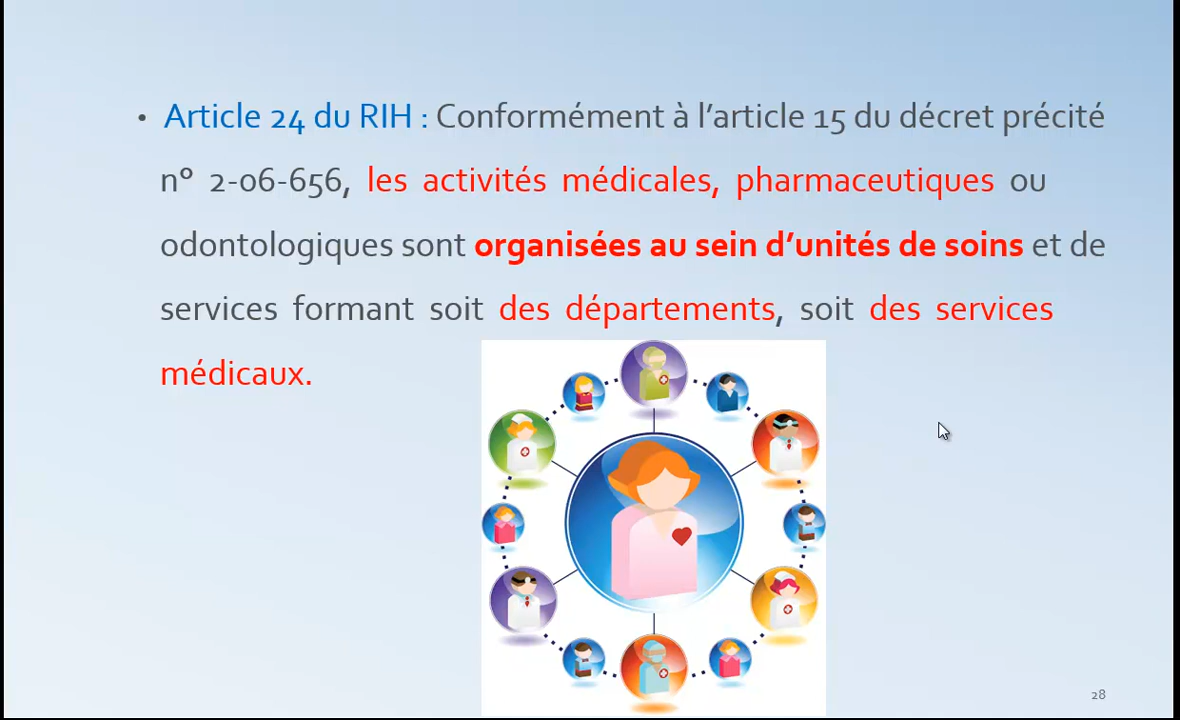 • Article 24 du RIH : Conformément à l’article 15 du décret précité
n° 2-06-656, les activités médicales, pharmaceutiques ou
odontologiques sont organisées au sein d’unités de soins et de
services formant soit des départements, soit des services
médicaux.
28